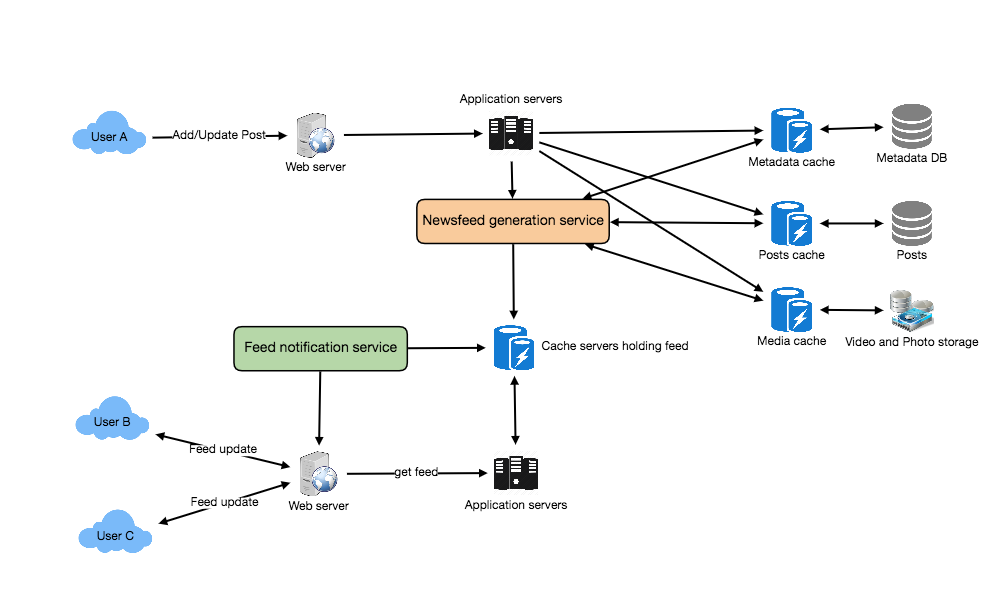 Application servers
User A
Add/Update Post
Web server
Metadata cache
Metadata DB
Newsfeed generation service
Posts cache
Posts
Feed notification service
Cache servers holding feed
Media cache
Video and Photo storage
User B
Feed update
get feed
Feed update
Web server
Application servers
User C